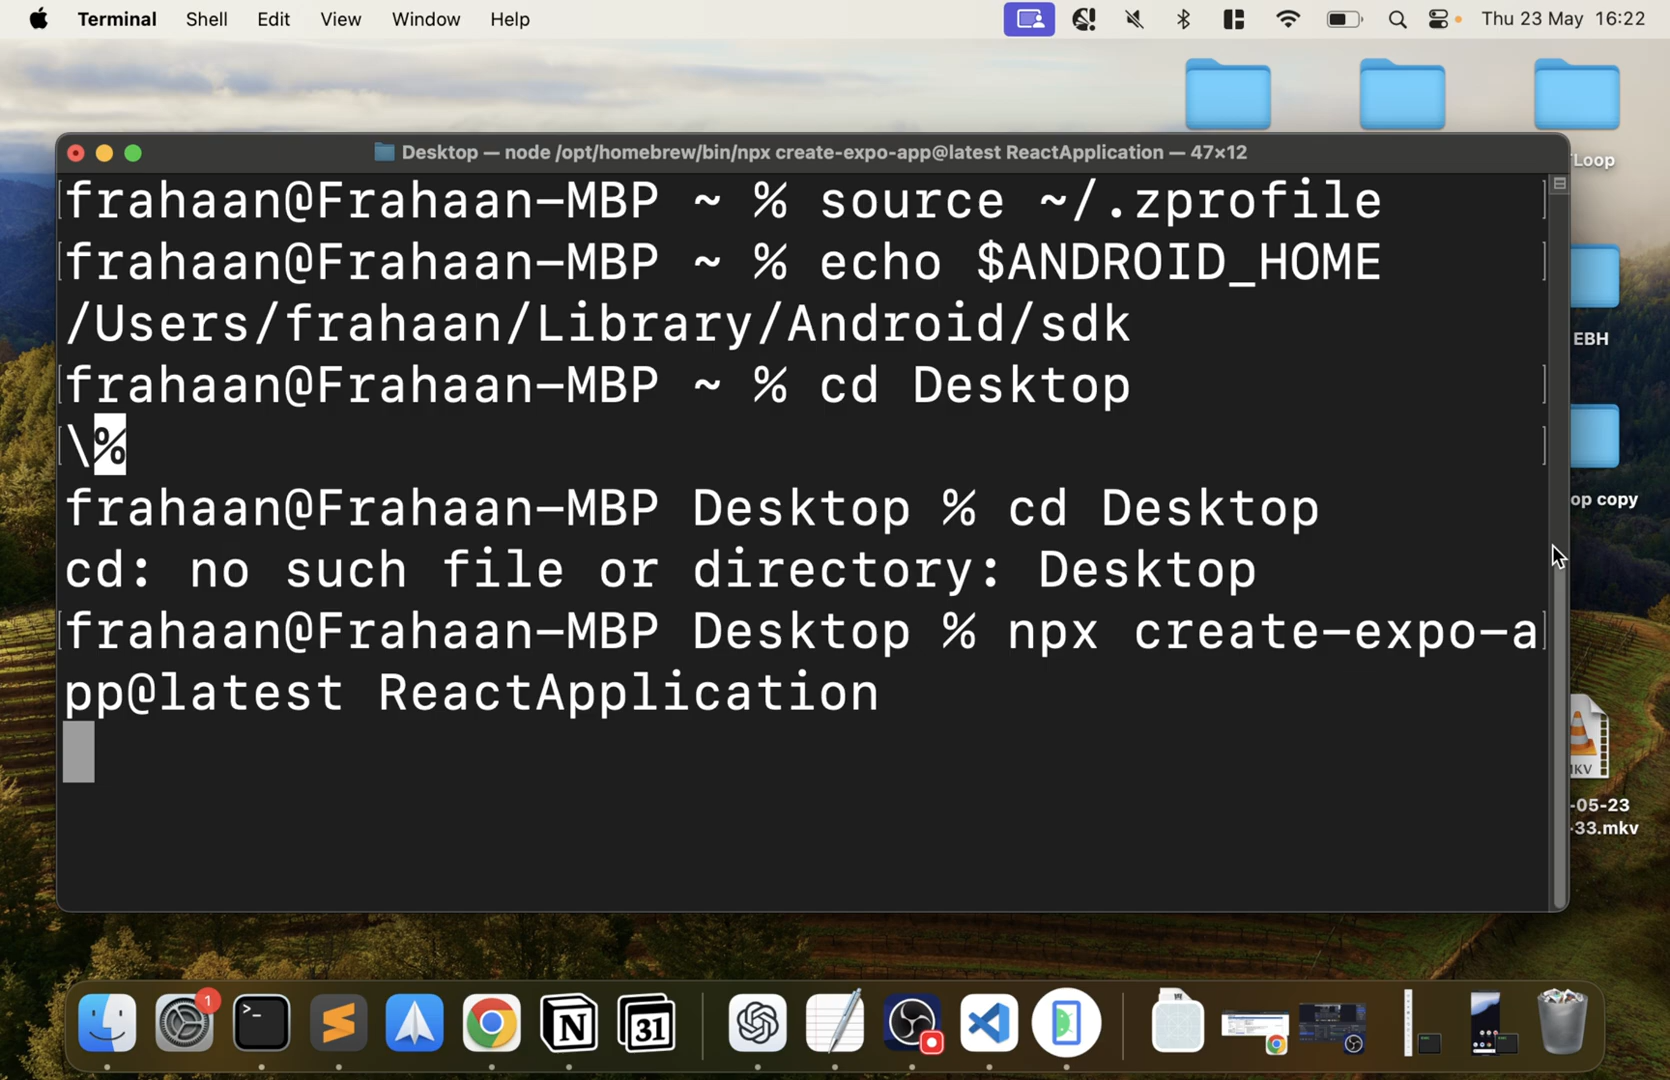 Terminal Shell Edit View Window Help Thu 23 May 16:22
Loop
Desktop — node /opt/homebrew/bin/npx create-expo-app@latest ReactApplication — 47×12
frahaan@Frahaan-MBP ~ % source ~/.zprofile
frahaan@Frahaan-MBP ~ % echo $ANDROID_HOME
/Users/frahaan/Library/Android/sdk
frahaan@Frahaan-MBP ~ % cd Desktop
\%
frahaan@Frahaan-MBP Desktop % cd Desktop
cd: no such file or directory: Desktop
frahaan@Frahaan-MBP Desktop % npx create-expo-a
pp@latest ReactApplication
EBH
op copy
MKV
-05-23
-33.mkv
1
>_
N
31